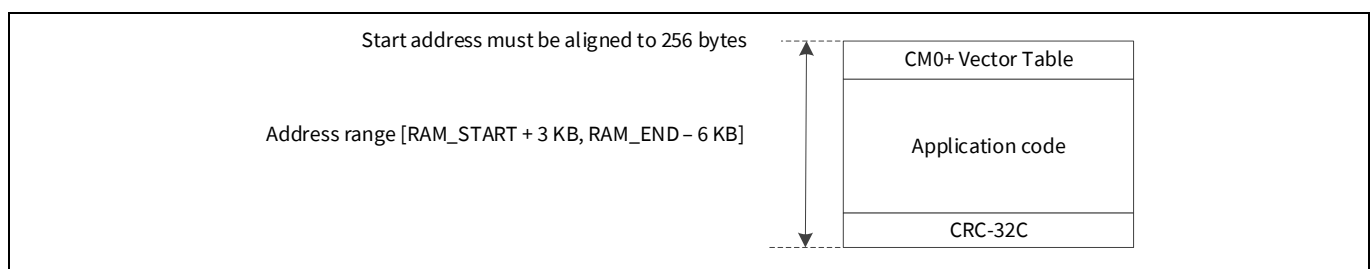 Start address must be aligned to 256 bytes
CM0+ Vector Table
Address range [RAM_START + 3 KB, RAM_END – 6 KB]
Application code
CRC-32C